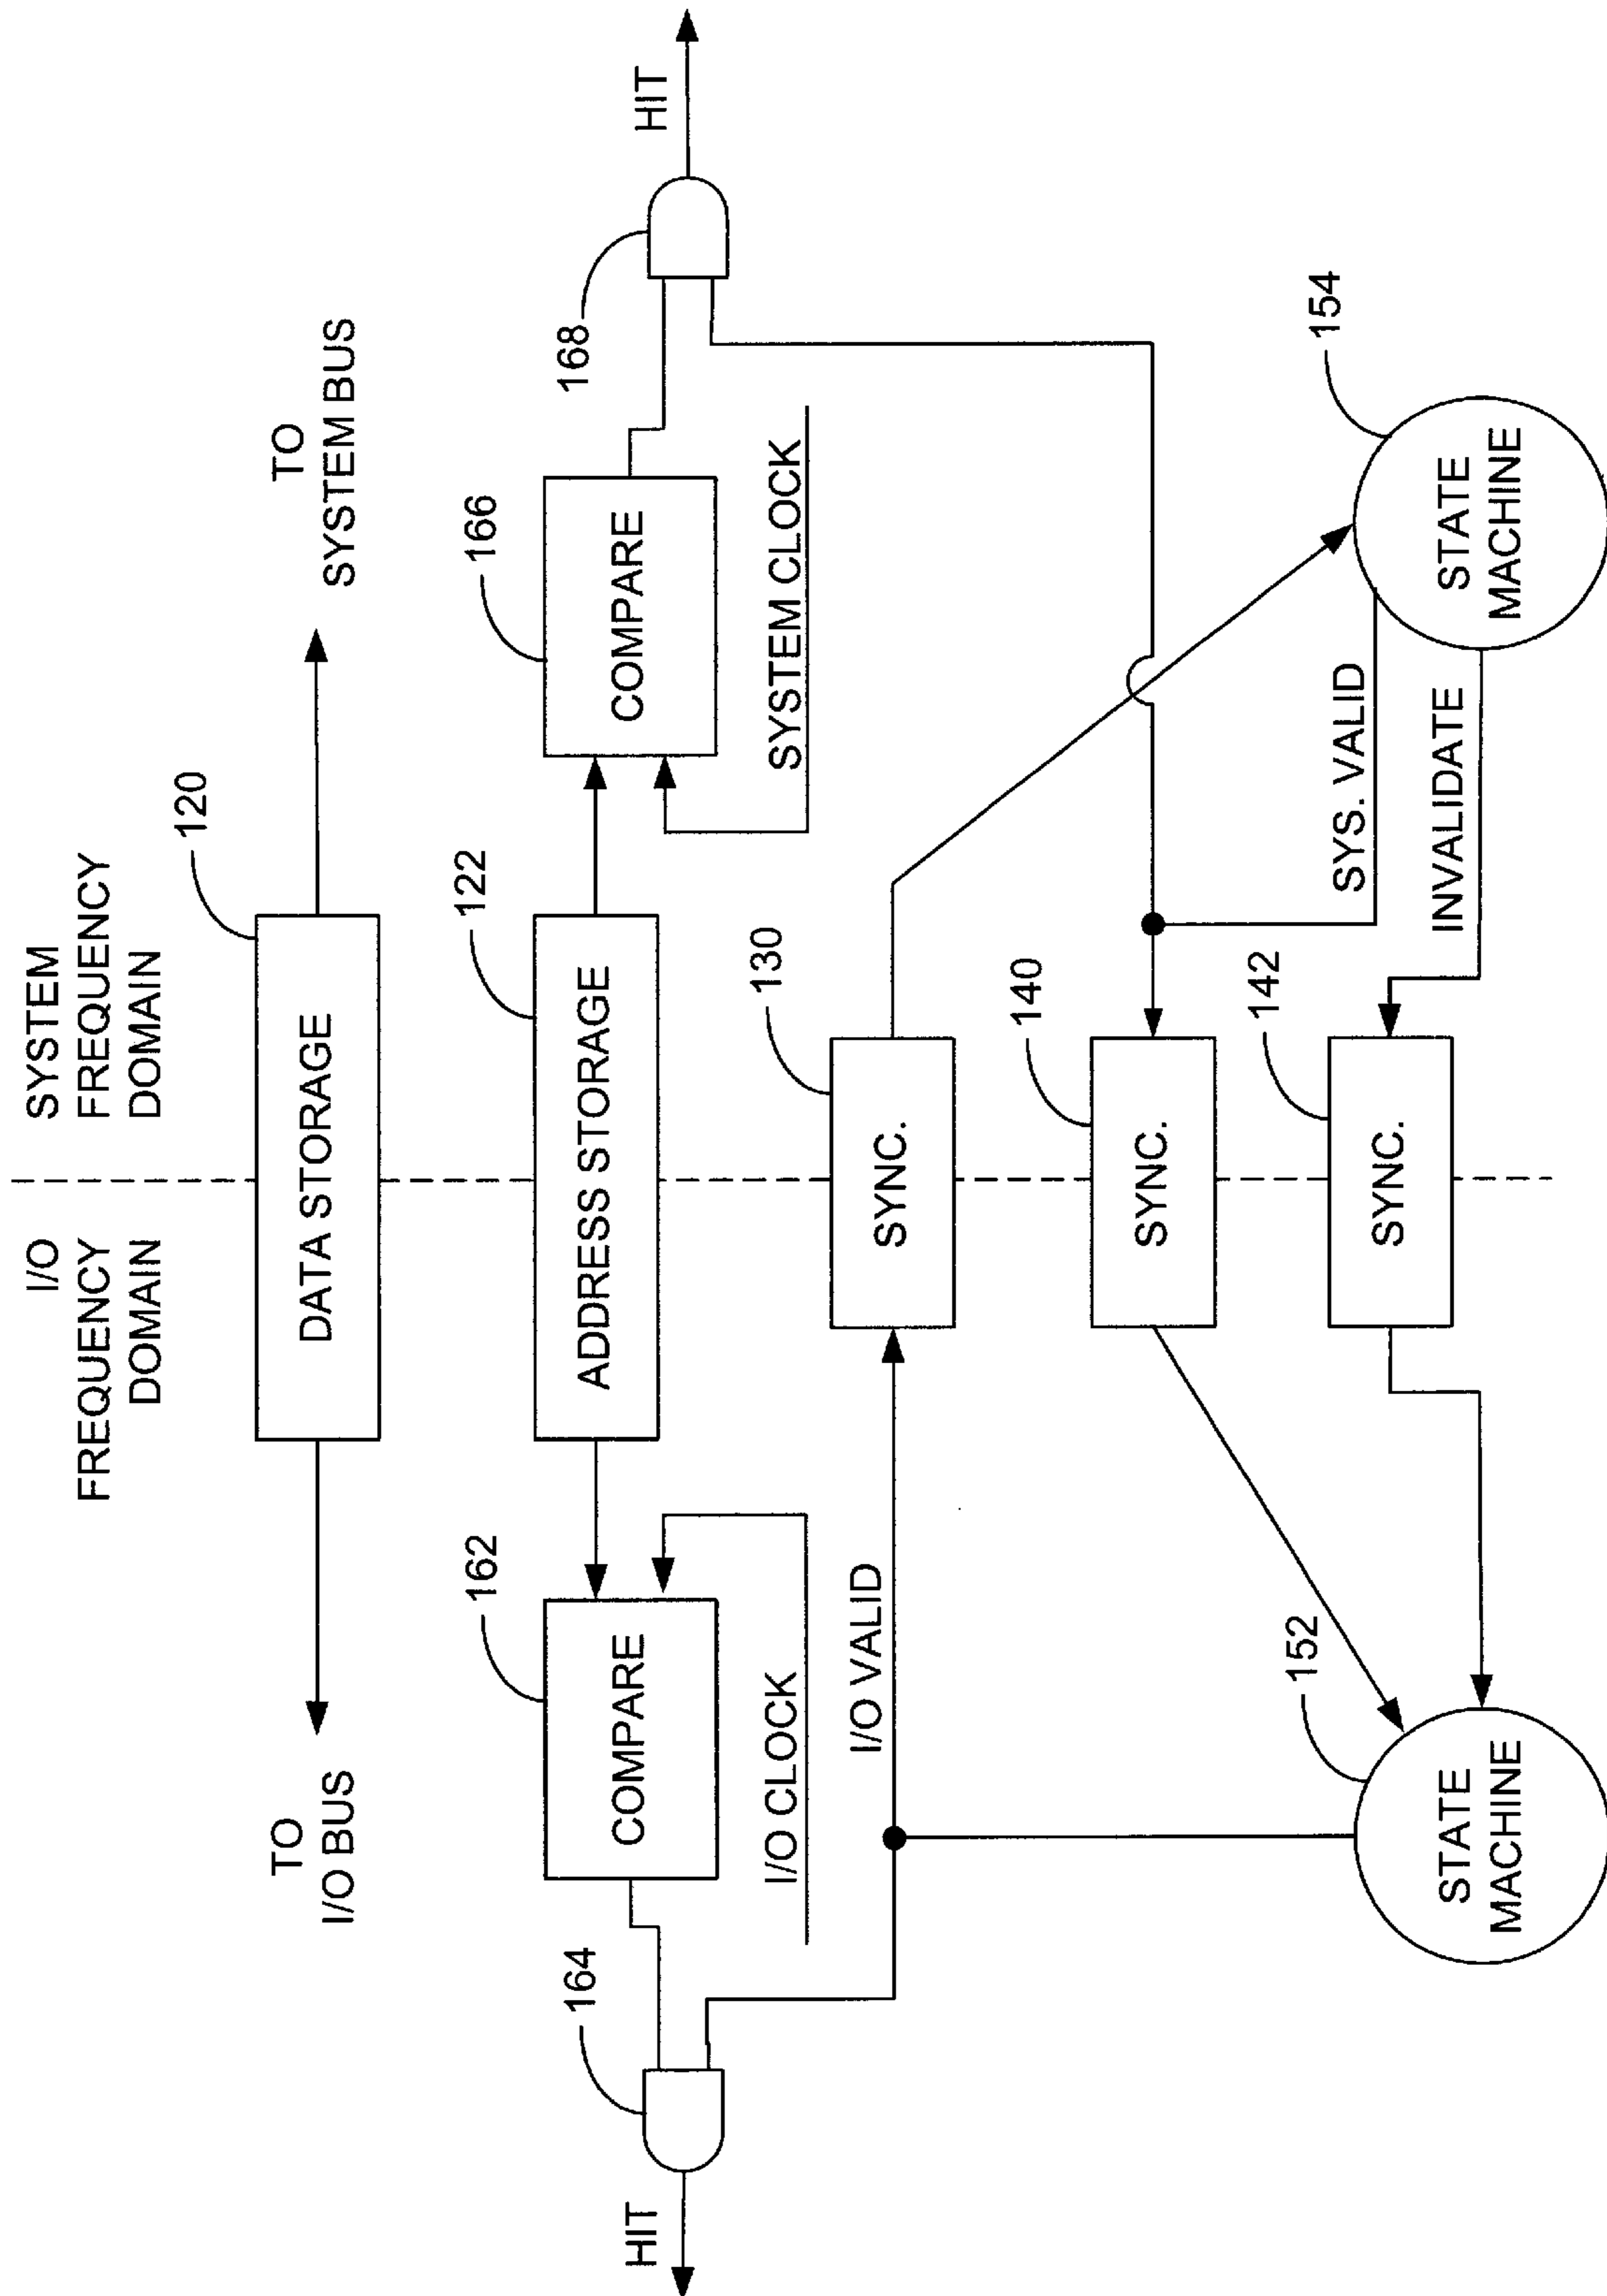 I/O
FREQUENCY
DOMAIN
SYSTEM
FREQUENCY
DOMAIN
TO
I/O BUS
DATA STORAGE
120
TO
SYSTEM BUS
164
162
ADDRESS STORAGE
122
166
168
COMPARE
COMPARE
HIT
HIT
I/O CLOCK
SYSTEM CLOCK
I/O VALID
SYNC.
130
SYNC.
140
152
SYNC.
142
SYS. VALID
154
INVALIDATE
STATE
MACHINE
STATE
MACHINE